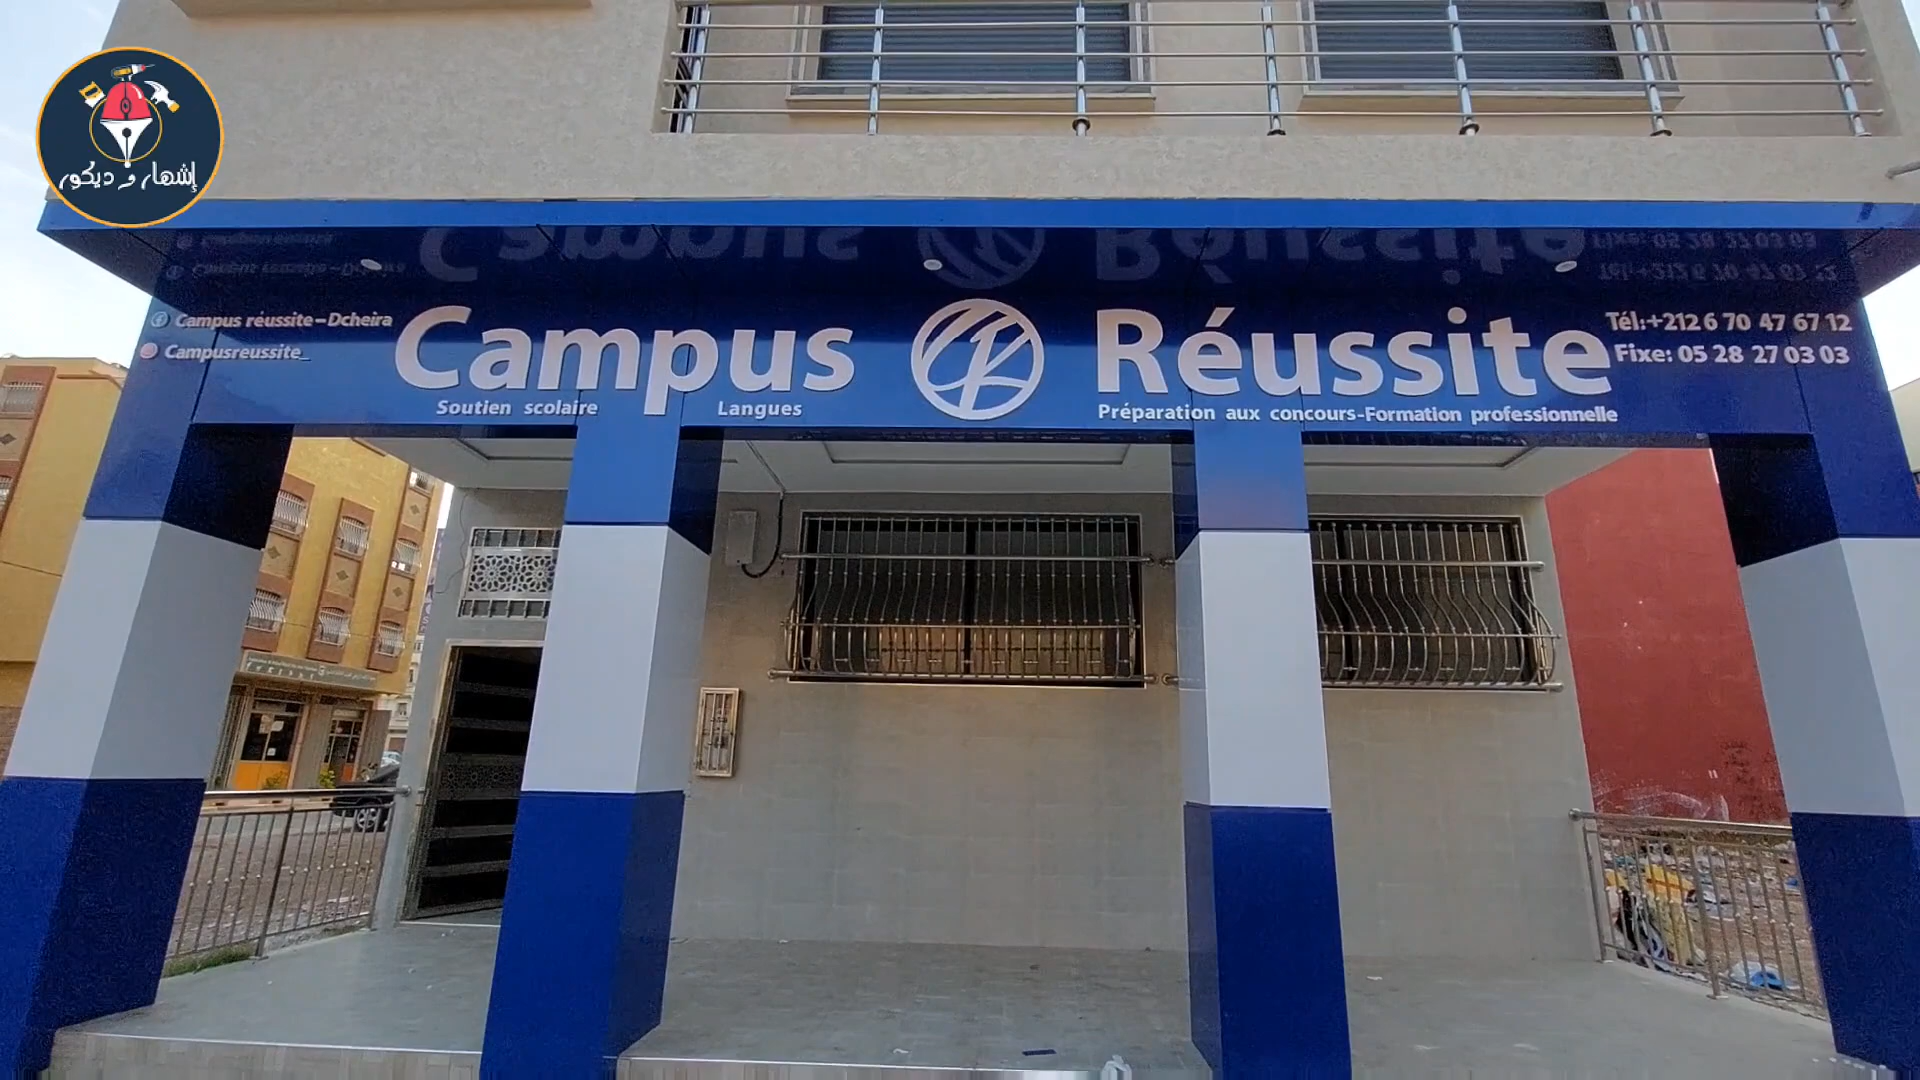 إشهار و ديكور
Campus réussite-Dcheira
Campusreussite_
Campus Réussite
Soutien scolaire Langues Préparation aux concours-Formation professionnelle
Tél:+212 6 70 47 67 12
Fixe: 05 28 27 03 03